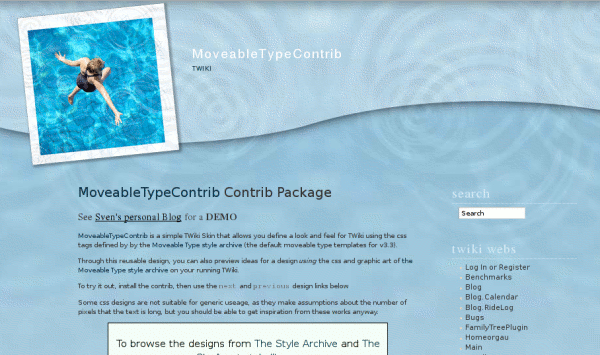 MoveableTypeContrib
TWIKI
MoveableTypeContrib Contrib Package
See Sven's personal Blog for a DEMO
MoveableTypeContrib is a simple TWiki Skin that allows you define a look and feel for TWiki using the css
tags defined by by the Moveable Type style archive (the default moveable type templates for v3.3).
Through this reusable design, you can also preview ideas for a design using the css and graphic art of the
Moveable Type style archive on your running TWiki.
To try it out, install the contrib, then use the next and previous design links below.
Some css designs are not suitable for generic useage, as they make assumptions about the number of
pixels that the text is long, but you should be able to get inspiration from these works anyway.
To browse the designs from The Style Archive and The
search
Search
twiki webs
Log In or Register
Benchmarks
Blog
Blog.Calendar
Blog.RideLog
Bugs
FamilyTreePlugin
Homeorgau
Main